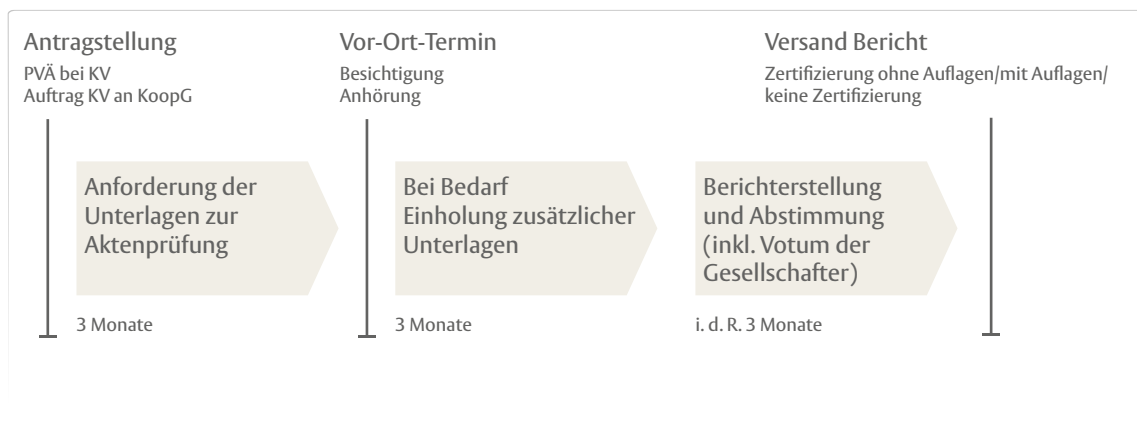 Antragstellung
PVÄ bei KV
Auftrag KV an KoopG
Vor-Ort-Termin
Besichtigung
Anhörung
Versand Bericht
Zertifizierung ohne Auflagen/mit Auflagen/
keine Zertifizierung
Anforderung der
Unterlagen zur
Aktenprüfung
3 Monate
Bei Bedarf
Einholung zusätzlicher
Unterlagen
3 Monate
Berichterstellung
und Abstimmung
(inkl. Votum der
Gesellschafter)
i. d. R. 3 Monate